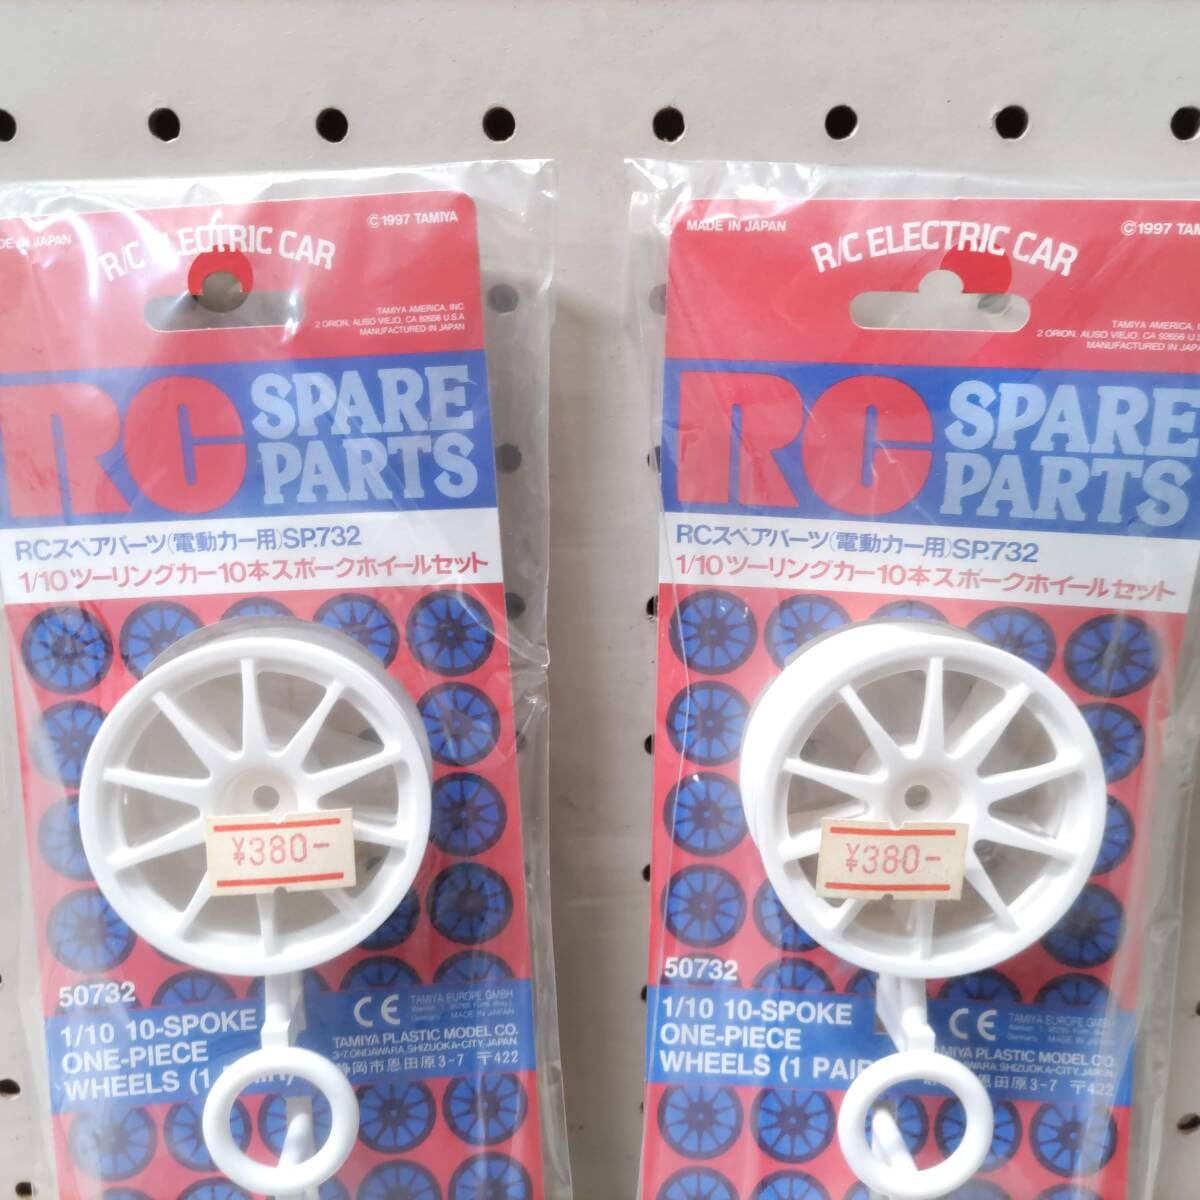 DE IN JAPAN
© 1997 TAMIYA
R/C ELECTRIC CAR
TAMIYA AMERICA, INC.
2 ORION, ALISO VIEJO, CA 92656 U.S.A
MANUFACTURED IN JAPAN
RC SPARE
PARTS
RCスペアパーツ(電動カー用)SP.732
1/10ツーリングカー10本スポークホイールセット
¥380-
50732
1/10 10-SPOKE
ONE-PIECE
WHEELS (1
CE
TAMIYA EUROPE GMBH
Germany
TAMIYA PLASTIC MODEL CO.
3-7, ONDAWARA, SHIZUOKA-CITY, JAPAN
静岡市恩田原3-7 〒422
MADE IN JAPAN
© 1997 TAM
R/C ELECTRIC CAR
TAMIYA AMERICA, I
2 ORION, ALISO VIEJO, CA 92656 U.S
MANUFACTURED IN JAPA
RC SPARE
PARTS
RCスペアパーツ(電動カー用)SP.732
1/10ツーリングカー10本スポークホイールセット
¥380-
50732
1/10 10-SPOKE
ONE-PIECE
WHEELS (1 PAIR
CE
TAMIYA EUROPE GMBH
Germany
TAMIYA PLASTIC MODEL CO.
ONDAWARA, SHIZUOKA-CITY, JAPAN
恩田原3-7 〒422